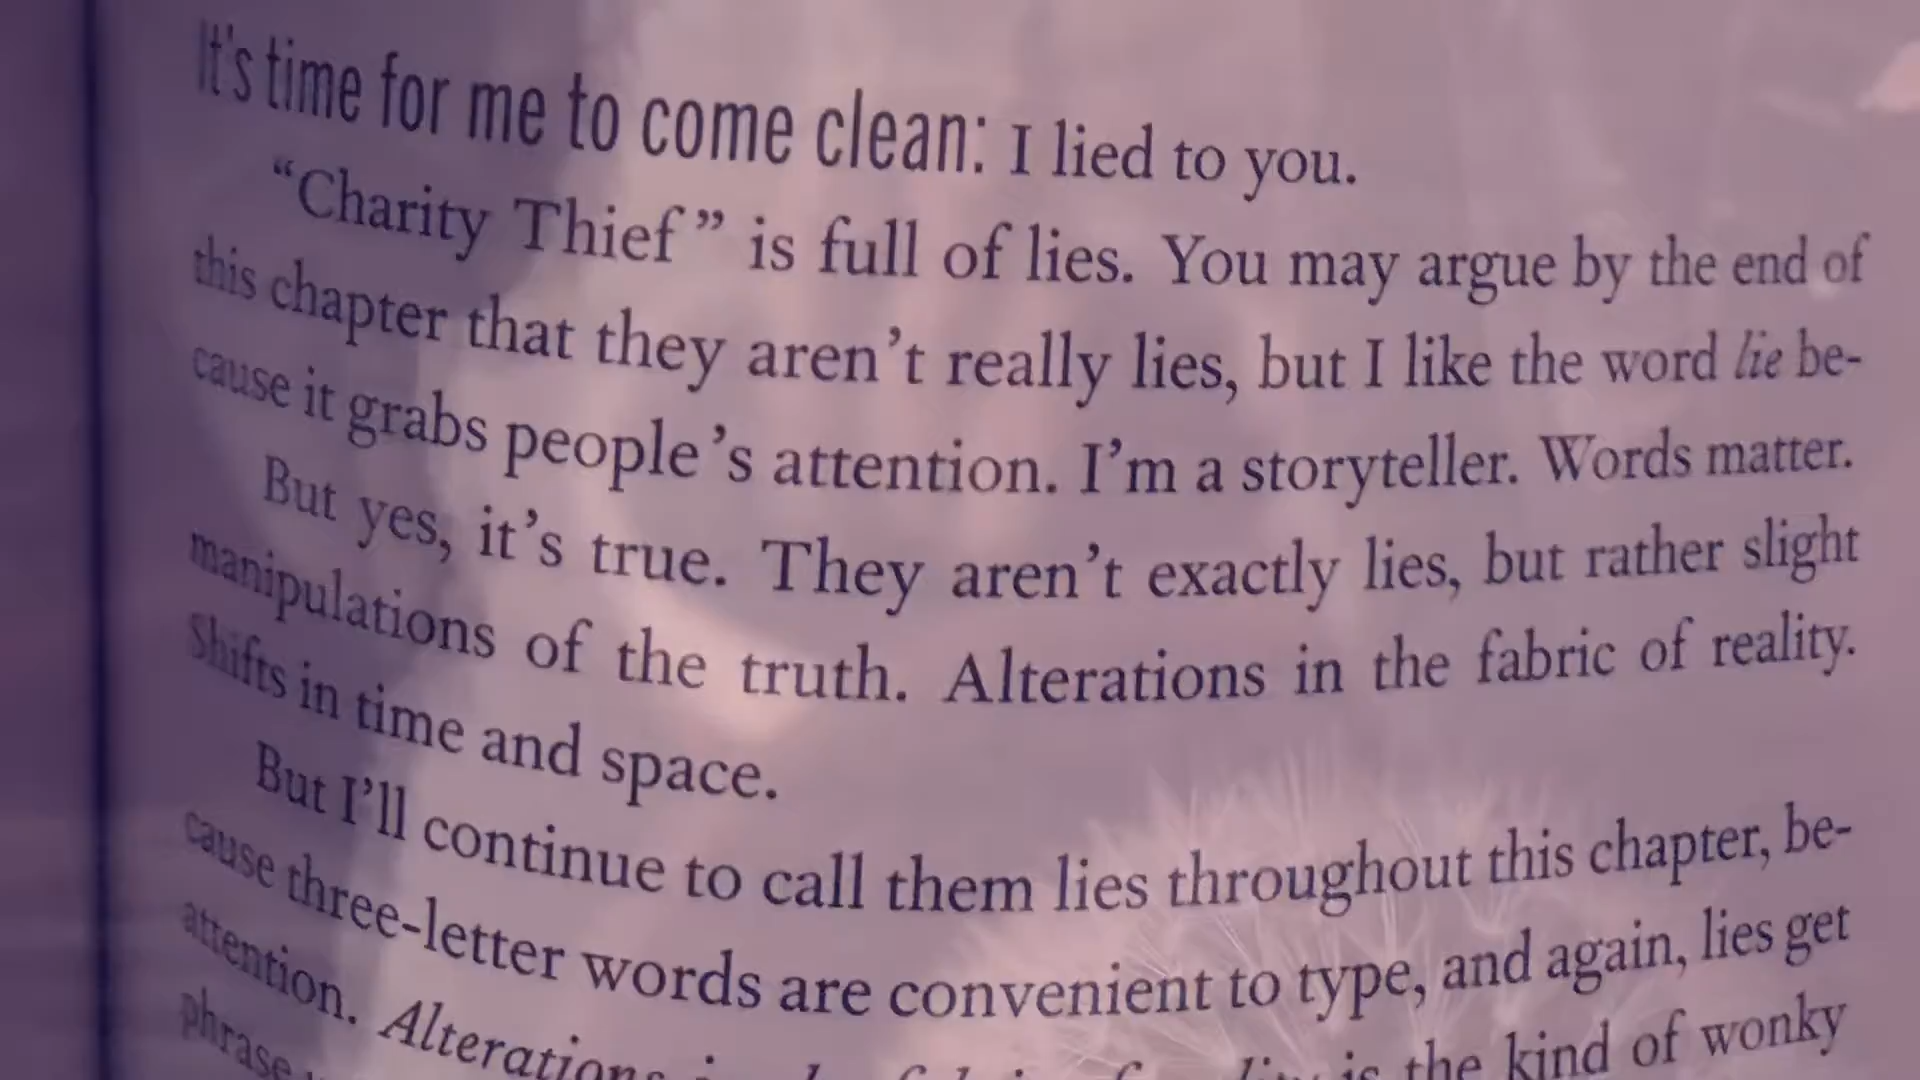 It's time for me to come clean: I lied to you.
“Charity Thief” is full of lies. You may argue by the end of
this chapter that they aren’t really lies, but I like the word lie be-
cause it grabs people’s attention. I’m a storyteller. Words matter.
But yes, it’s true. They aren’t exactly lies, but rather slight
manipulations of the truth. Alterations in the fabric of reality.
Shifts in time and space.
But I’ll continue to call them lies throughout this chapter, be-
cause three-letter words are convenient to type, and again, lies get
attention. Alterations is the kind of wonky
phrase